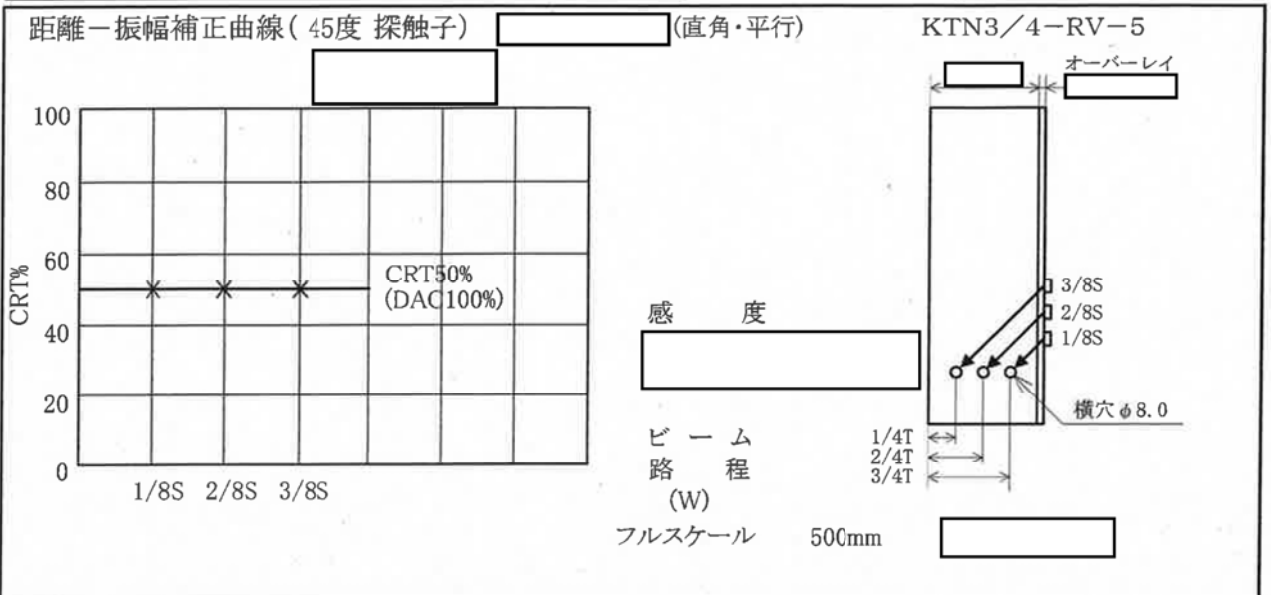 距離－振幅補正曲線( 45度 探触子)
(直角・平行)
KTN3／4－RV－5
オーバーレイ
100
80
60
40
20
0
CRT%
CRT50%
(DAC100%)
1/8S 2/8S 3/8S
感 度
3/8S
2/8S
1/8S
横穴φ8.0
ビ ー ム
路 程
(W)
1/4T
2/4T
3/4T
フルスケール 500mm